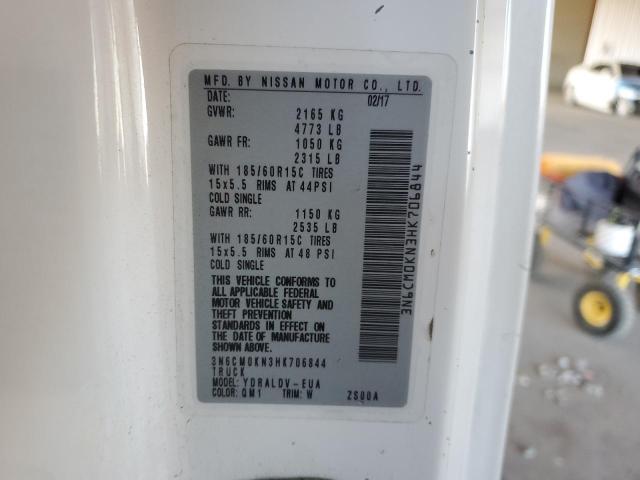 MFD. BY NISSAN MOTOR CO., LTD.
DATE: 02/17
GVWR: 2165 KG
4773 LB
GAWR FR: 1050 KG
2315 LB
WITH 185/60R15C TIRES
15x5.5 RIMS AT 44PSI
COLD SINGLE
GAWR RR: 1150 KG
2535 LB
WITH 185/60R15C TIRES
15x5.5 RIMS AT 48 PSI
COLD SINGLE
THIS VEHICLE CONFORMS TO
ALL APPLICABLE FEDERAL
MOTOR VEHICLE SAFETY AND
THEFT PREVENTION
STANDARDS IN EFFECT ON
THE DATE OF MANUFACTURE
SHOWN ABOVE.
3N6CM0KN3HK706844
TRUCK
MODEL: YDRALDV-EUA
COLOR: QM1 TRIM: W ZS00A
3N6CM0KN3HK706844